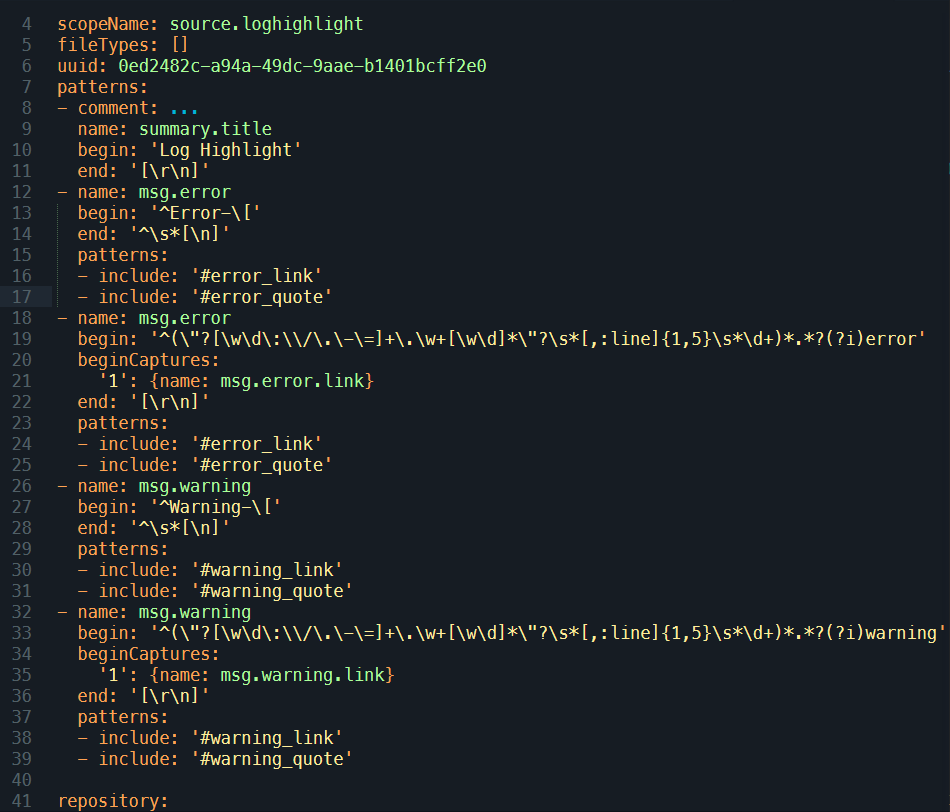 4 scopeName: source.loghighlight
5 fileTypes: []
6 uuid: 0ed2482c-a94a-49dc-9aae-b1401bcff2e0
7 patterns:
8 - comment: ...
9   name: summary.title
10   begin: 'Log Highlight'
11   end: '[\r\n]'
12 - name: msg.error
13   begin: '^Error-\['
14   end: '^\s*[\n]'
15   patterns:
16   - include: '#error_link'
17   - include: '#error_quote'
18 - name: msg.error
19   begin: '^(\"?[\w\d\:\\/\.\-\=]+\.\w+[\w\d]*\"?\s*[,:line]{1,5}\s*\d+)*.*?(?i)error'
20   beginCaptures:
21     '1': {name: msg.error.link}
22   end: '[\r\n]'
23   patterns:
24   - include: '#error_link'
25   - include: '#error_quote'
26 - name: msg.warning
27   begin: '^Warning-\['
28   end: '^\s*[\n]'
29   patterns:
30   - include: '#warning_link'
31   - include: '#warning_quote'
32 - name: msg.warning
33   begin: '^(\"?[\w\d\:\\/\.\-\=]+\.\w+[\w\d]*\"?\s*[,:line]{1,5}\s*\d+)*.*?(?i)warning'
34   beginCaptures:
35     '1': {name: msg.warning.link}
36   end: '[\r\n]'
37   patterns:
38   - include: '#warning_link'
39   - include: '#warning_quote'
40
41 repository: